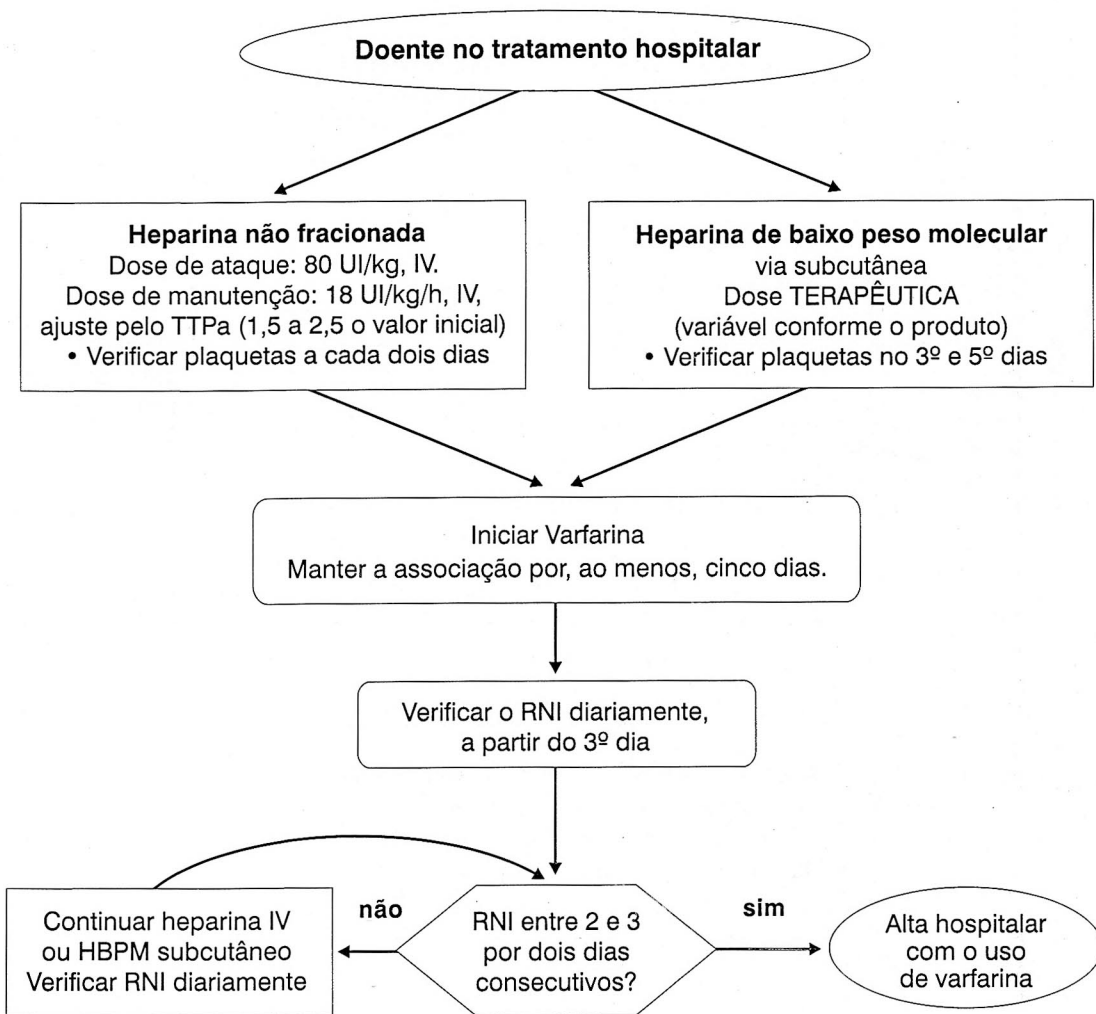 Doente no tratamento hospitalar
Heparina não fracionada
Dose de ataque: 80 UI/kg, IV.
Dose de manutenção: 18 UI/kg/h, IV,
ajuste pelo TTPa (1,5 a 2,5 o valor inicial)
• Verificar plaquetas a cada dois dias
Heparina de baixo peso molecular
via subcutânea
Dose TERAPÊUTICA
(variável conforme o produto)
• Verificar plaquetas no 3º e 5º dias
Iniciar Varfarina
Manter a associação por, ao menos, cinco dias.
Verificar o RNI diariamente,
a partir do 3º dia
Continuar heparina IV
ou HBPM subcutâneo
Verificar RNI diariamente
não
RNI entre 2 e 3
por dois dias
consecutivos?
sim
Alta hospitalar
com o uso
de varfarina